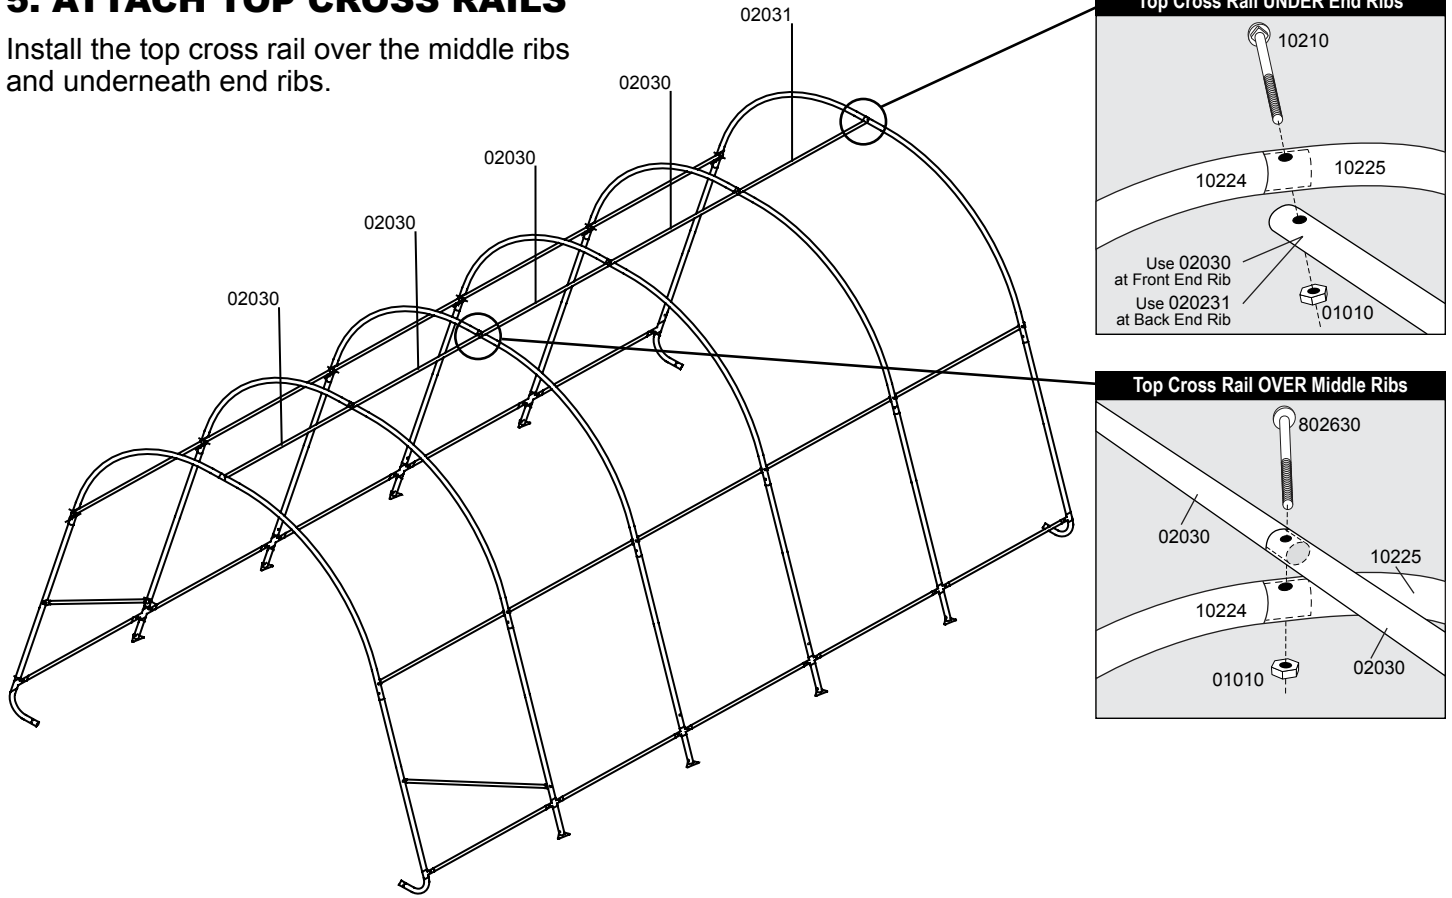 5. ATTACH TOP CROSS RAILS
Install the top cross rail over the middle ribs
and underneath end ribs.
02031
02030
02030
02030
02030
Top Cross Rail UNDER End Ribs
10210
10224
10225
Use 02030
at Front End Rib
Use 020231
at Back End Rib
01010
Top Cross Rail OVER Middle Ribs
802630
02030
10225
10224
02030
01010